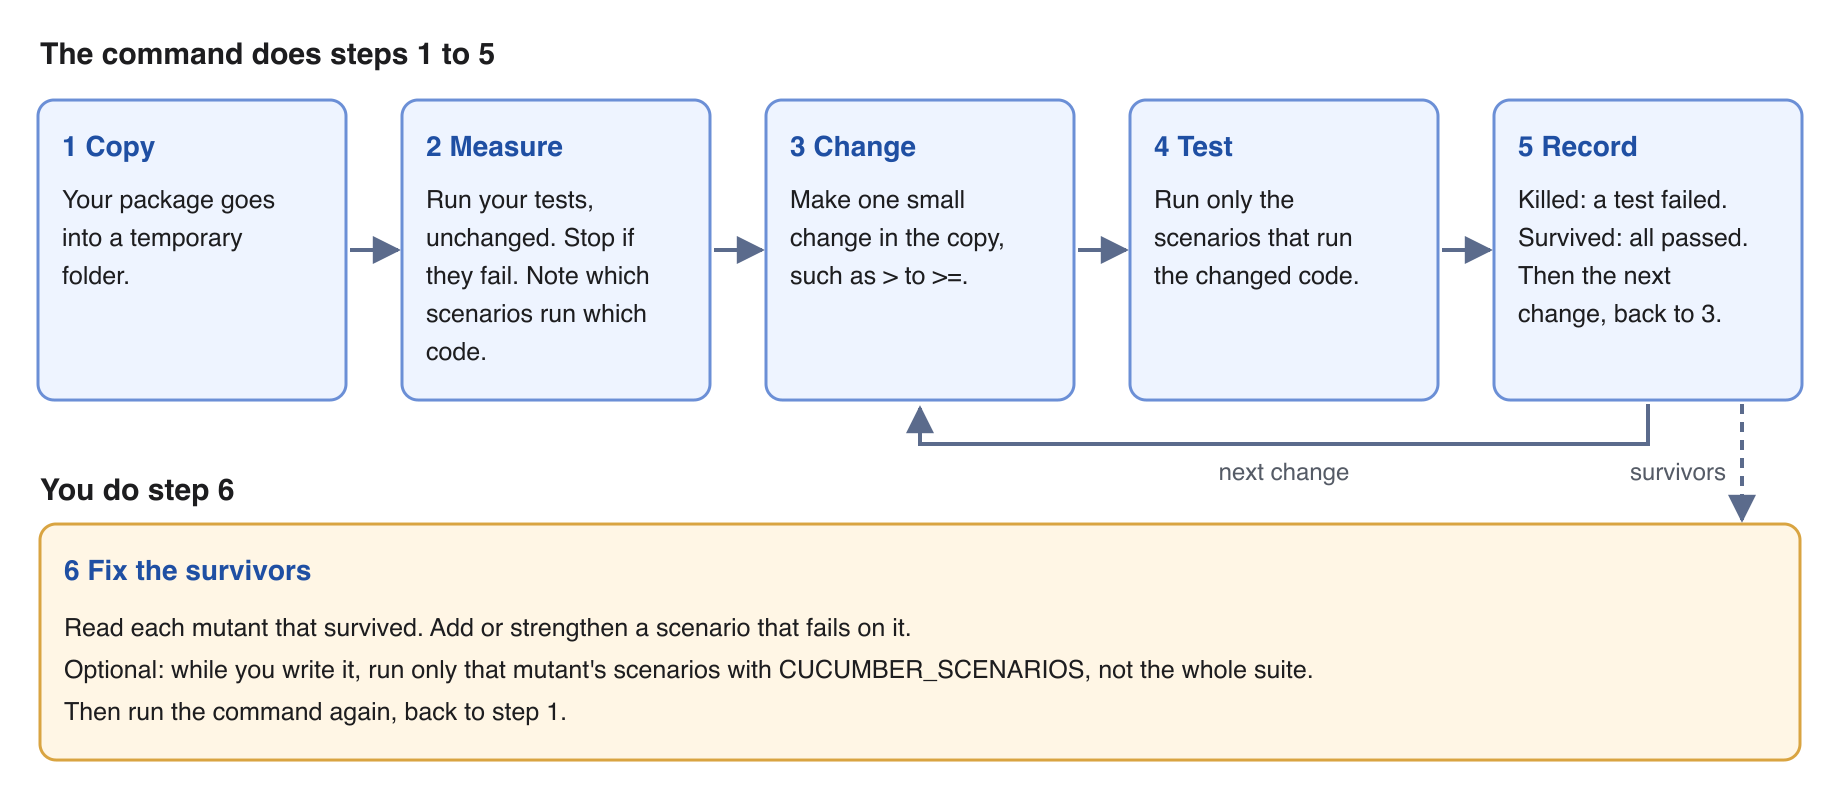 The command does steps 1 to 5
1 Copy
Your package goes
into a temporary
folder.
2 Measure
Run your tests,
unchanged. Stop if
they fail. Note which
scenarios run which
code.
3 Change
Make one small
change in the copy,
such as > to >=.
4 Test
Run only the
scenarios that run
the changed code.
5 Record
Killed: a test failed.
Survived: all passed.
Then the next
change, back to 3.
next change
survivors
You do step 6
6 Fix the survivors
Read each mutant that survived. Add or strengthen a scenario that fails on it.
Optional: while you write it, run only that mutant's scenarios with CUCUMBER_SCENARIOS, not the whole suite.
Then run the command again, back to step 1.